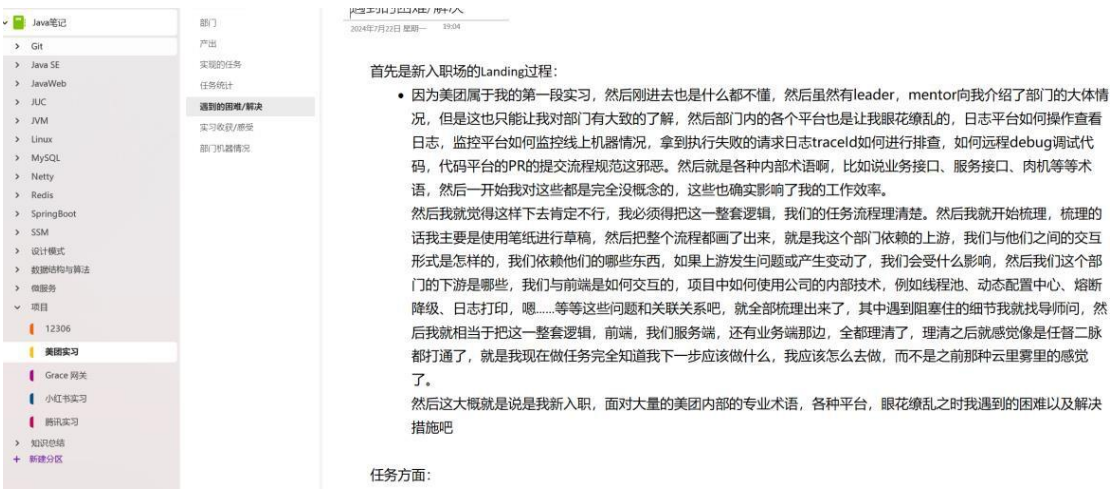 Java笔记
Git
Java SE
JavaWeb
JUC
JVM
Linux
MySQL
Netty
Redis
SpringBoot
SSM
设计模式
数据结构与算法
微服务
项目
12306
美团实习
Grace 网关
小红书实习
腾讯实习
知识总结
+ 新建分区
部门
产出
实现的任务
任务统计
遇到的困难/解决
实习收获/感受
部门机器情况
遇到的困难/解决
2024年7月22日 星期一 19:04
首先是新入职场的Landing过程：
• 因为美团属于我的第一段实习，然后刚进去也是什么都不懂，然后虽然有leader，mentor向我介绍了部门的大体情
况，但是这也只能让我对部门有大致的了解，然后部门内的各个平台也是让我眼花缭乱的，日志平台如何操作查看
日志，监控平台如何监控线上机器情况，拿到执行失败的请求日志traceId如何进行排查，如何远程debug调试代
码，代码平台的PR的提交流程规范这邪恶。然后就是各种内部术语啊，比如说业务接口、服务接口、肉机等等术
语，然后一开始我对这些都是完全没概念的，这些也确实影响了我的工作效率。
然后我就觉得这样下去肯定不行，我必须得把这一整套逻辑，我们的任务流程理清楚。然后我就开始梳理，梳理的
话我主要是使用笔纸进行草稿，然后把整个流程都画了出来，就是我这个部门依赖的上游，我们与他们之间的交互
形式是怎样的，我们依赖他们的哪些东西，如果上游发生问题或产生变动了，我们会受什么影响，然后我们这个部
门的下游是哪些，我们与前端是如何交互的，项目中如何使用公司的内部技术，例如线程池、动态配置中心、熔断
降级、日志打印，嗯……等等这些问题和关联关系吧，就全部梳理出来了，其中遇到阻塞住的细节我就找导师问，然
后我就相当于把这一整套逻辑，前端，我们服务端，还有业务端那边，全都理清了，理清之后就感觉像是任督二脉
都打通了，就是我现在做任务完全知道我下一步应该做什么，我应该怎么去做，而不是之前那种云里雾里的感觉
了。
然后这大概就是说是我新入职，面对大量的美团内部的专业术语，各种平台，眼花缭乱之时我遇到的困难以及解决
措施吧
任务方面：